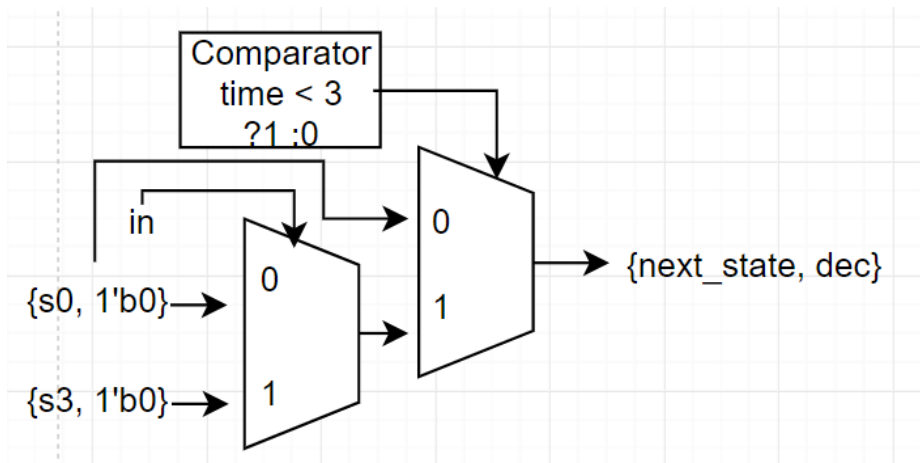 Comparator
time < 3
?1 :0
in
0
0
1
{next_state, dec}
{s0, 1'b0}
{s3, 1'b0}
1